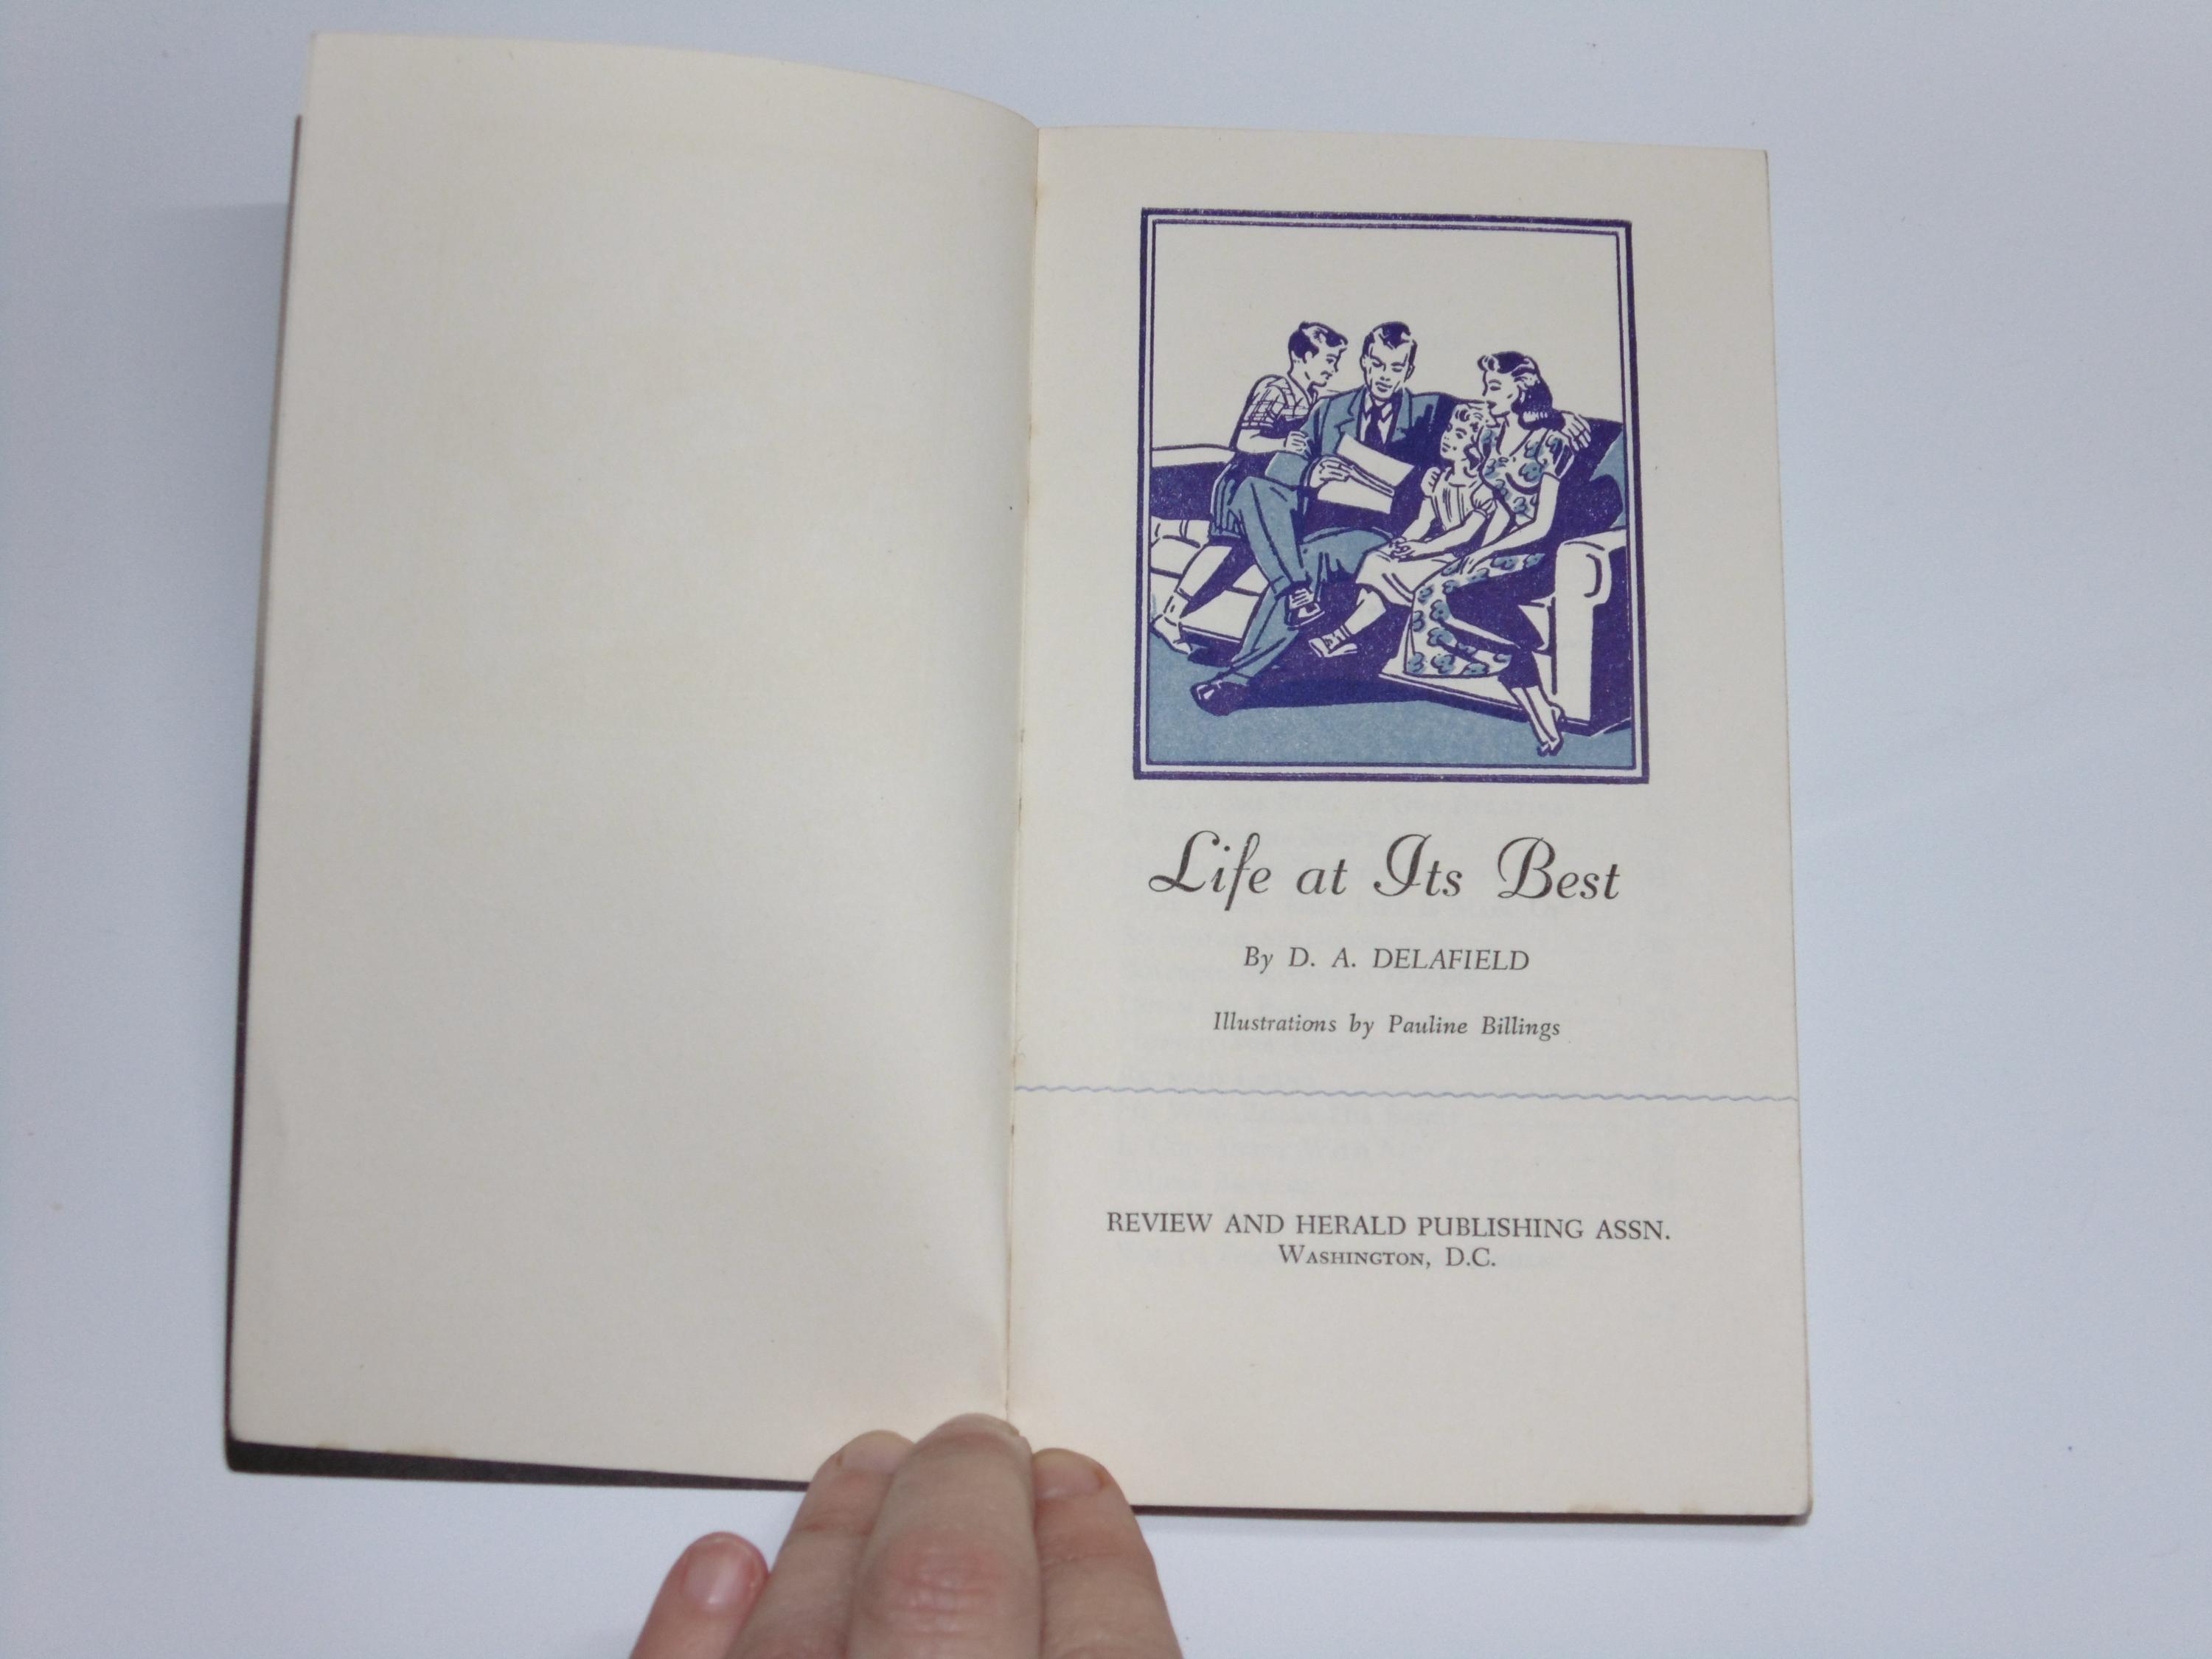 Life at Its Best
By D. A. DELAFIELD
Illustrations by Pauline Billings
REVIEW AND HERALD PUBLISHING ASSN.
WASHINGTON, D.C.